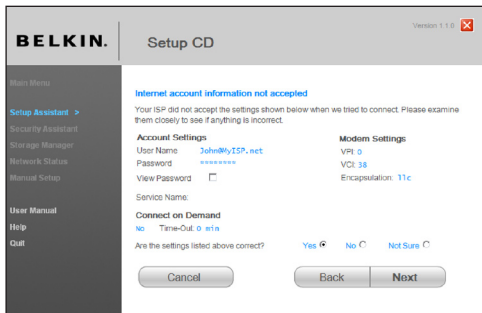 Version 1.1.0
BELKIN.
Setup CD
Main Menu
Setup Assistant >
Security Assistant
Storage Manager
Network Status
Manual Setup
User Manual
Help
Quit
Internet account information not accepted
Your ISP did not accept the settings shown below when we tried to connect. Please examine
them closely to see if anything is incorrect.
Account Settings
User Name John@MyISP.net
Password ********
View Password
Service Name:
Modem Settings
VPI: 0
VCI: 38
Encapsulation: llc
Connect on Demand
No Time-Out: 0 min
Are the settings listed above correct? Yes No Not Sure
Cancel Back Next